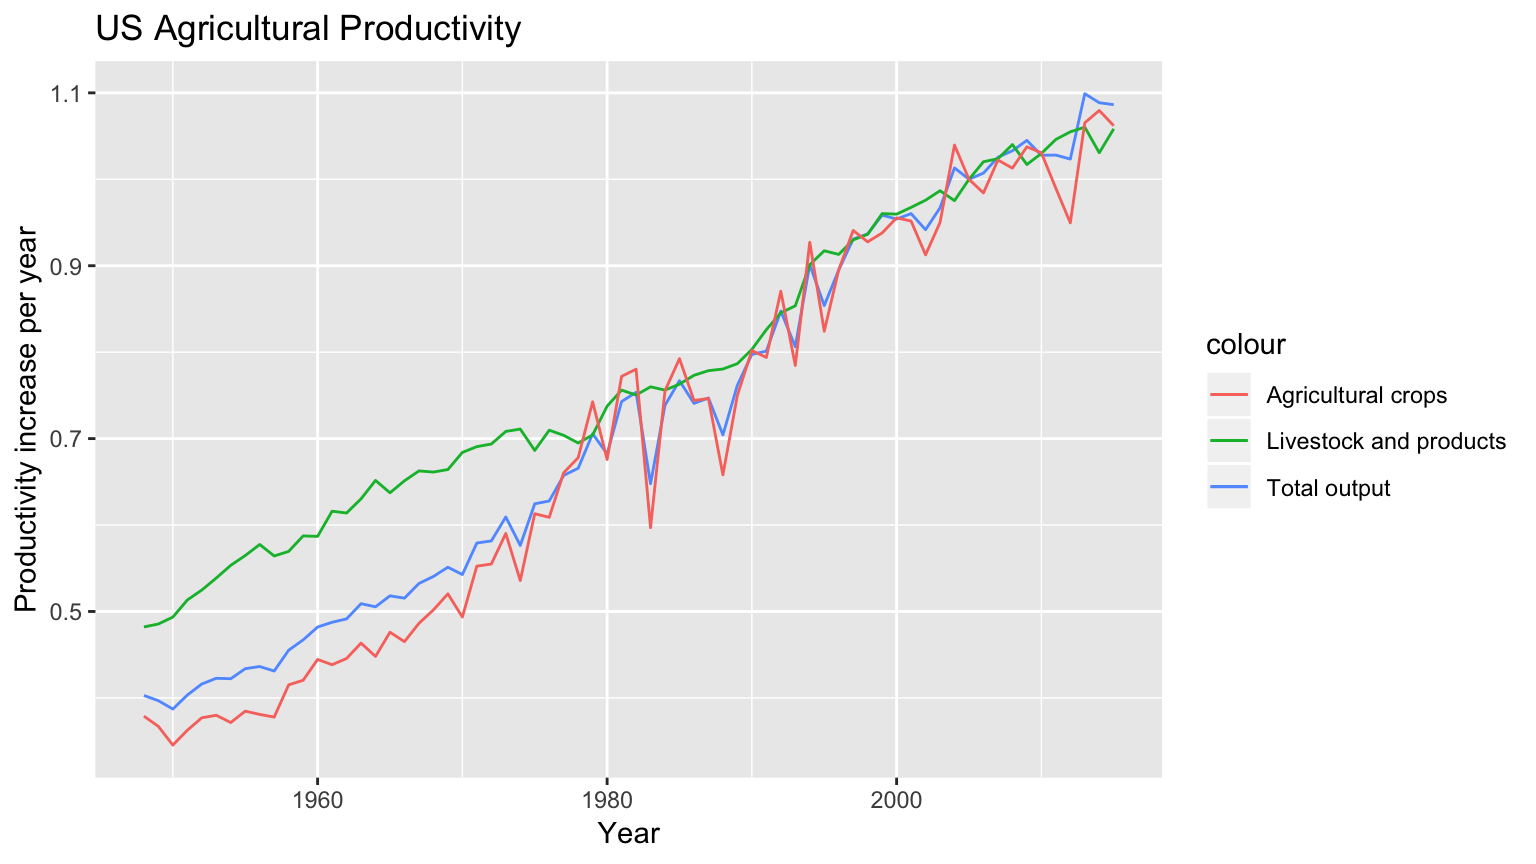 US Agricultural Productivity
Productivity increase per year
1.1
0.9
0.7
0.5
1960
1980
2000
Year
colour
Agricultural crops
Livestock and products
Total output